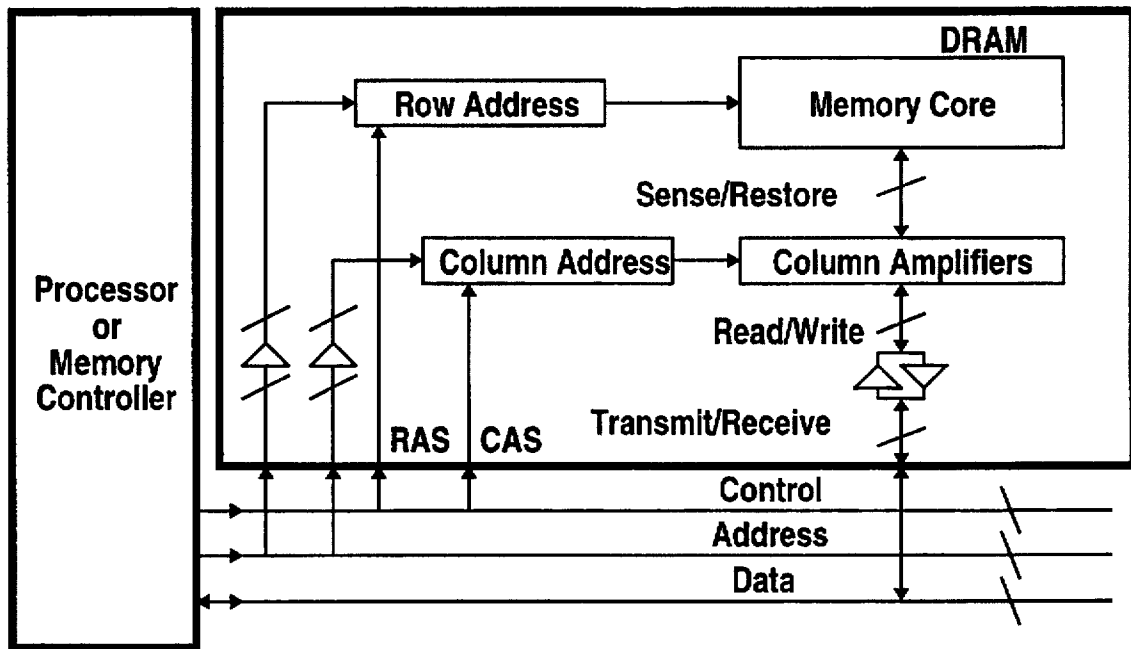 DRAM
Row Address
Memory Core
Sense/Restore
Column Address
Column Amplifiers
Processor
or
Memory
Controller
Read/Write
Transmit/Receive
RAS
CAS
Control
Address
Data